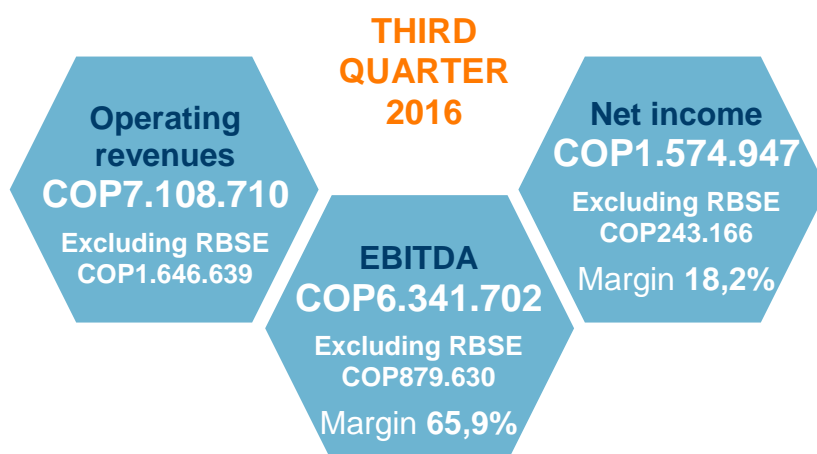 THIRD
QUARTER
2016
Operating
revenues
COP7.108.710
Excluding RBSE
COP1.646.639
EBITDA
COP6.341.702
Excluding RBSE
COP879.630
Margin 65,9%
Net income
COP1.574.947
Excluding RBSE
COP243.166
Margin 18,2%